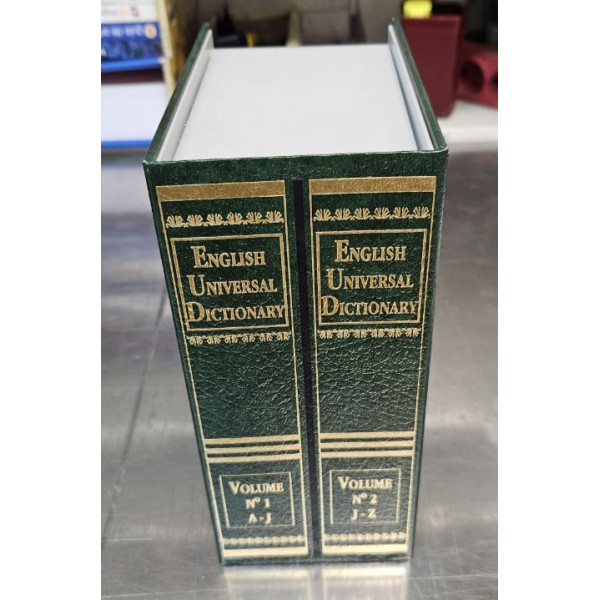 ENGLISH
UNIVERSAL
DICTIONARY
VOLUME
Nº 1
A - J
ENGLISH
UNIVERSAL
DICTIONARY
VOLUME
Nº 2
J - Z